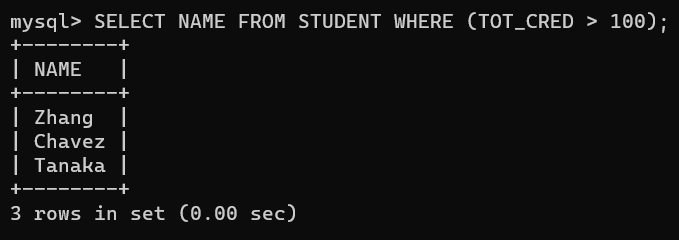 mysql> SELECT NAME FROM STUDENT WHERE (TOT_CRED > 100);
+--------+
| NAME   |
+--------+
| Zhang  |
| Chavez |
| Tanaka |
+--------+
3 rows in set (0.00 sec)